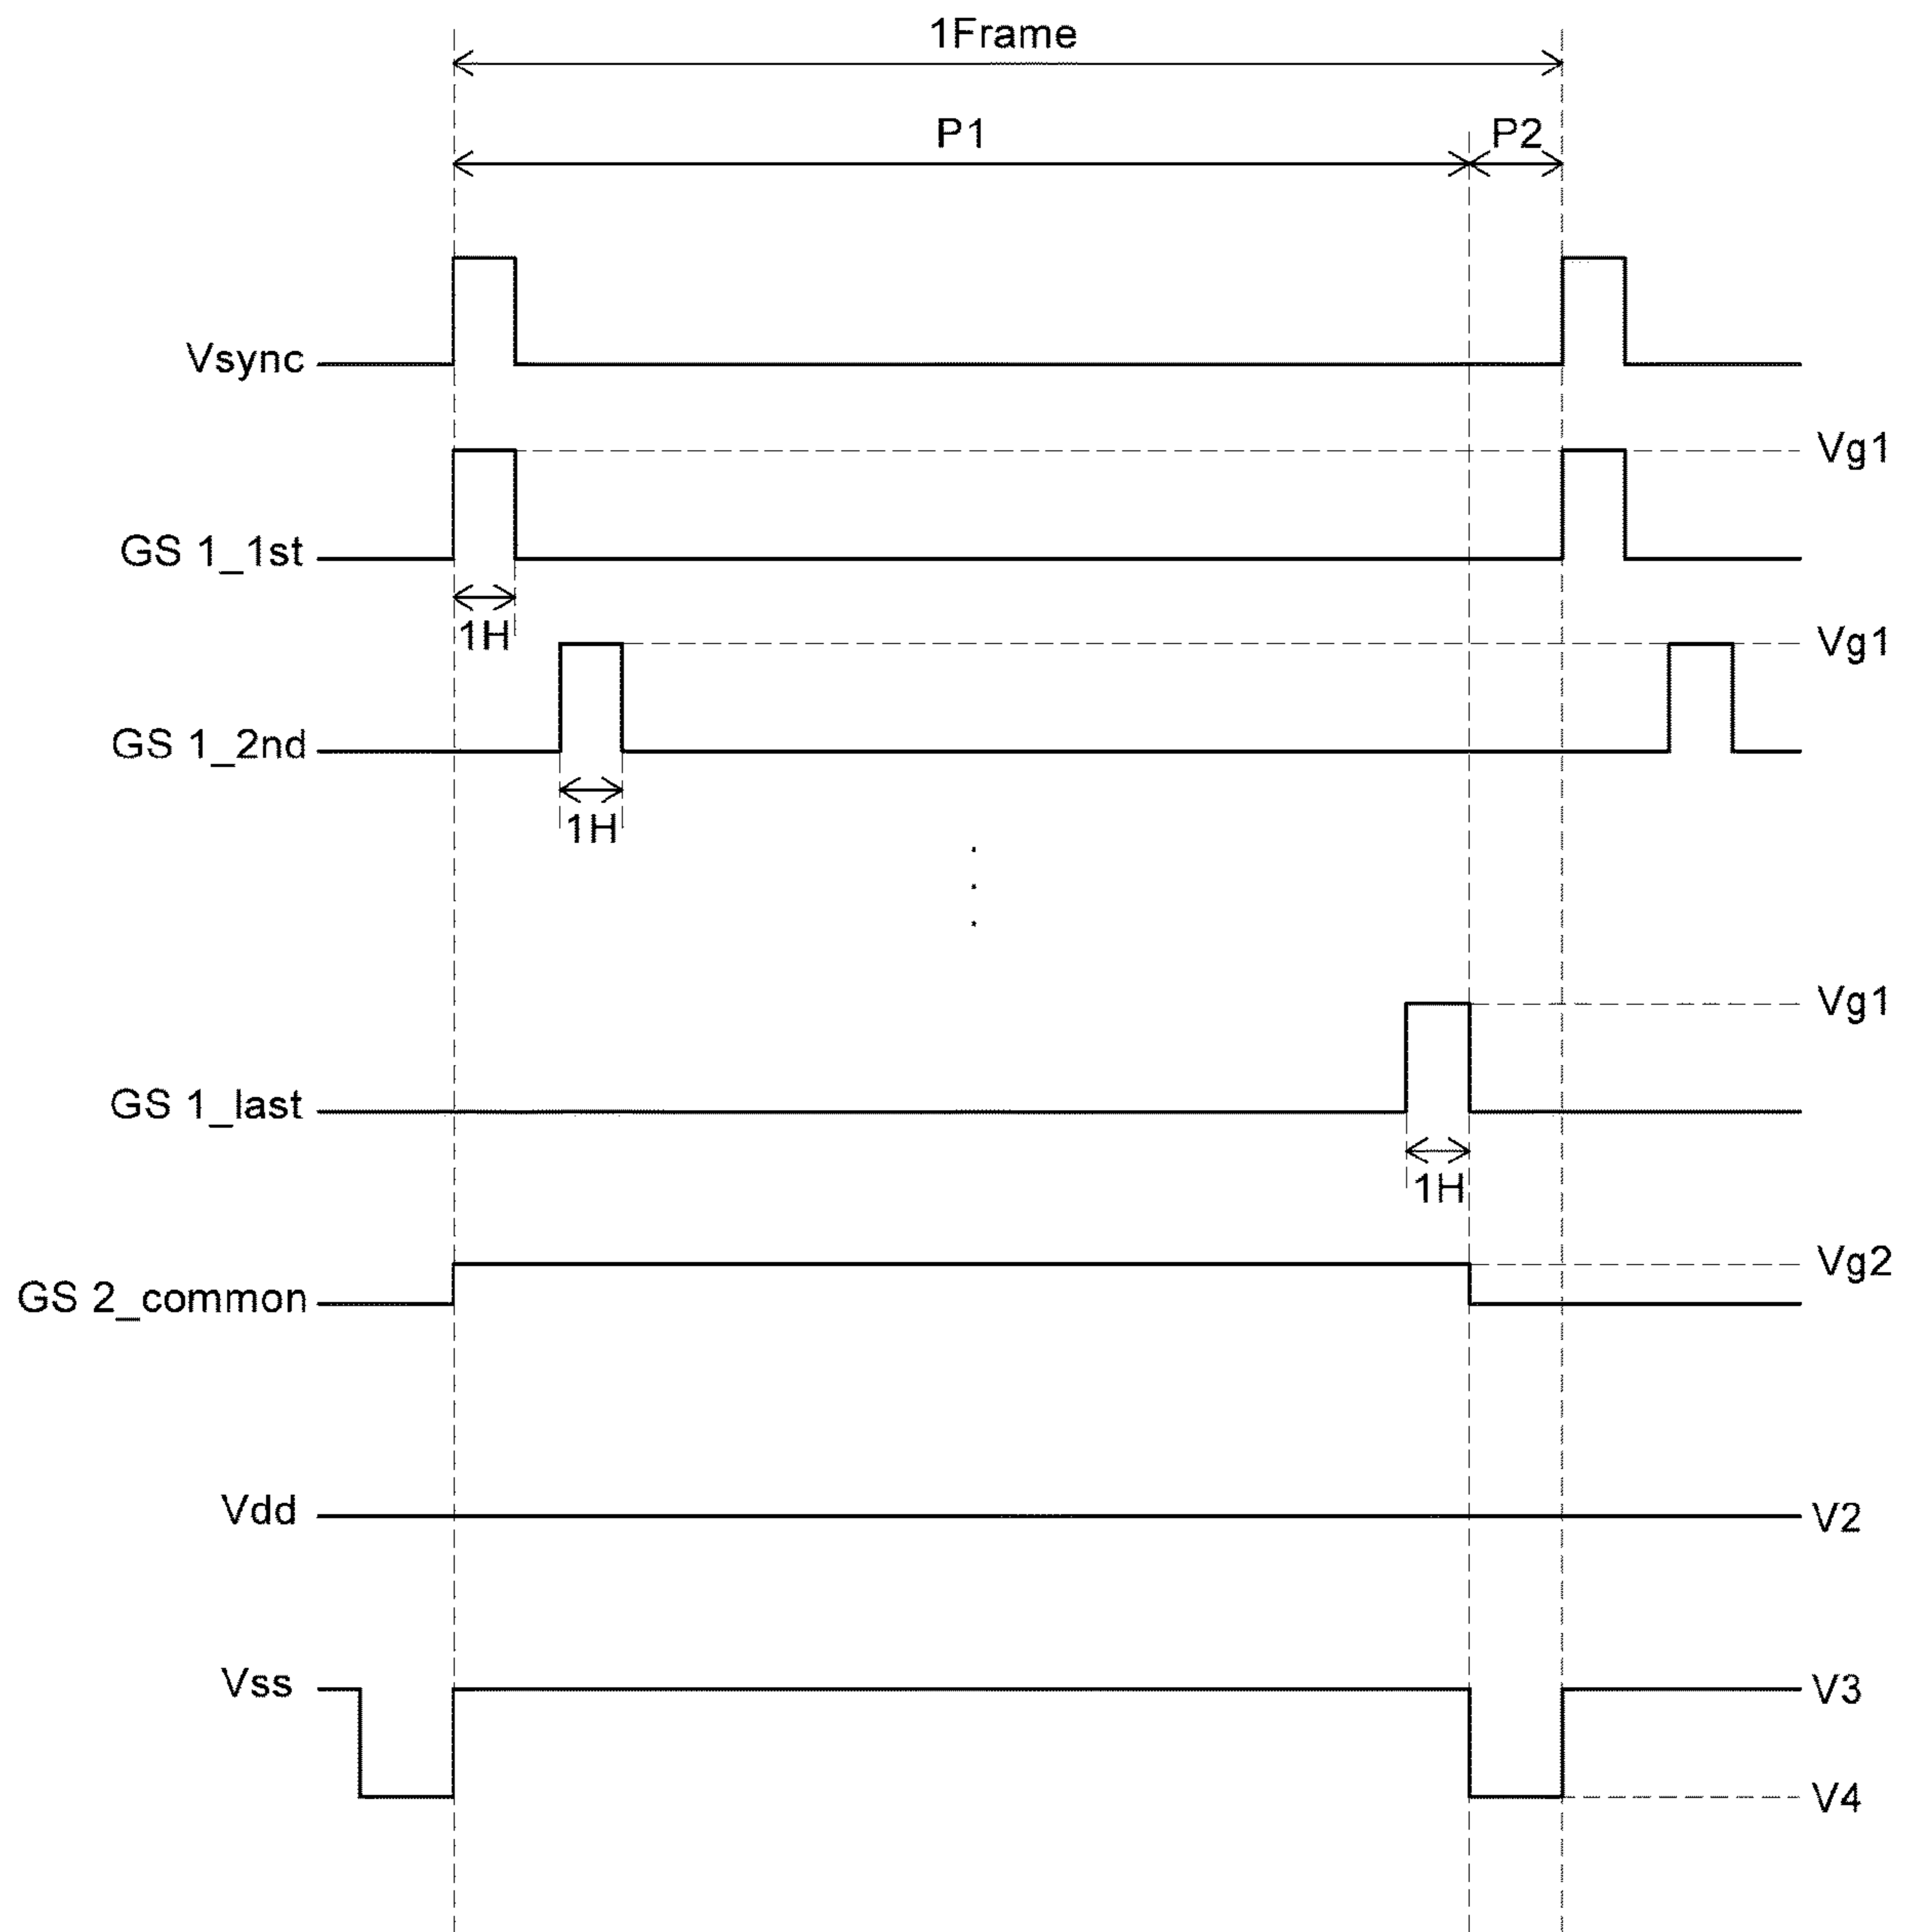 1Frame
P1 P2
Vsync
Vg1
GS 1_1st
1H
Vg1
GS 1_2nd
1H
Vg1
GS 1_last
1H
Vg2
GS 2_common
Vdd V2
Vss V3
V4